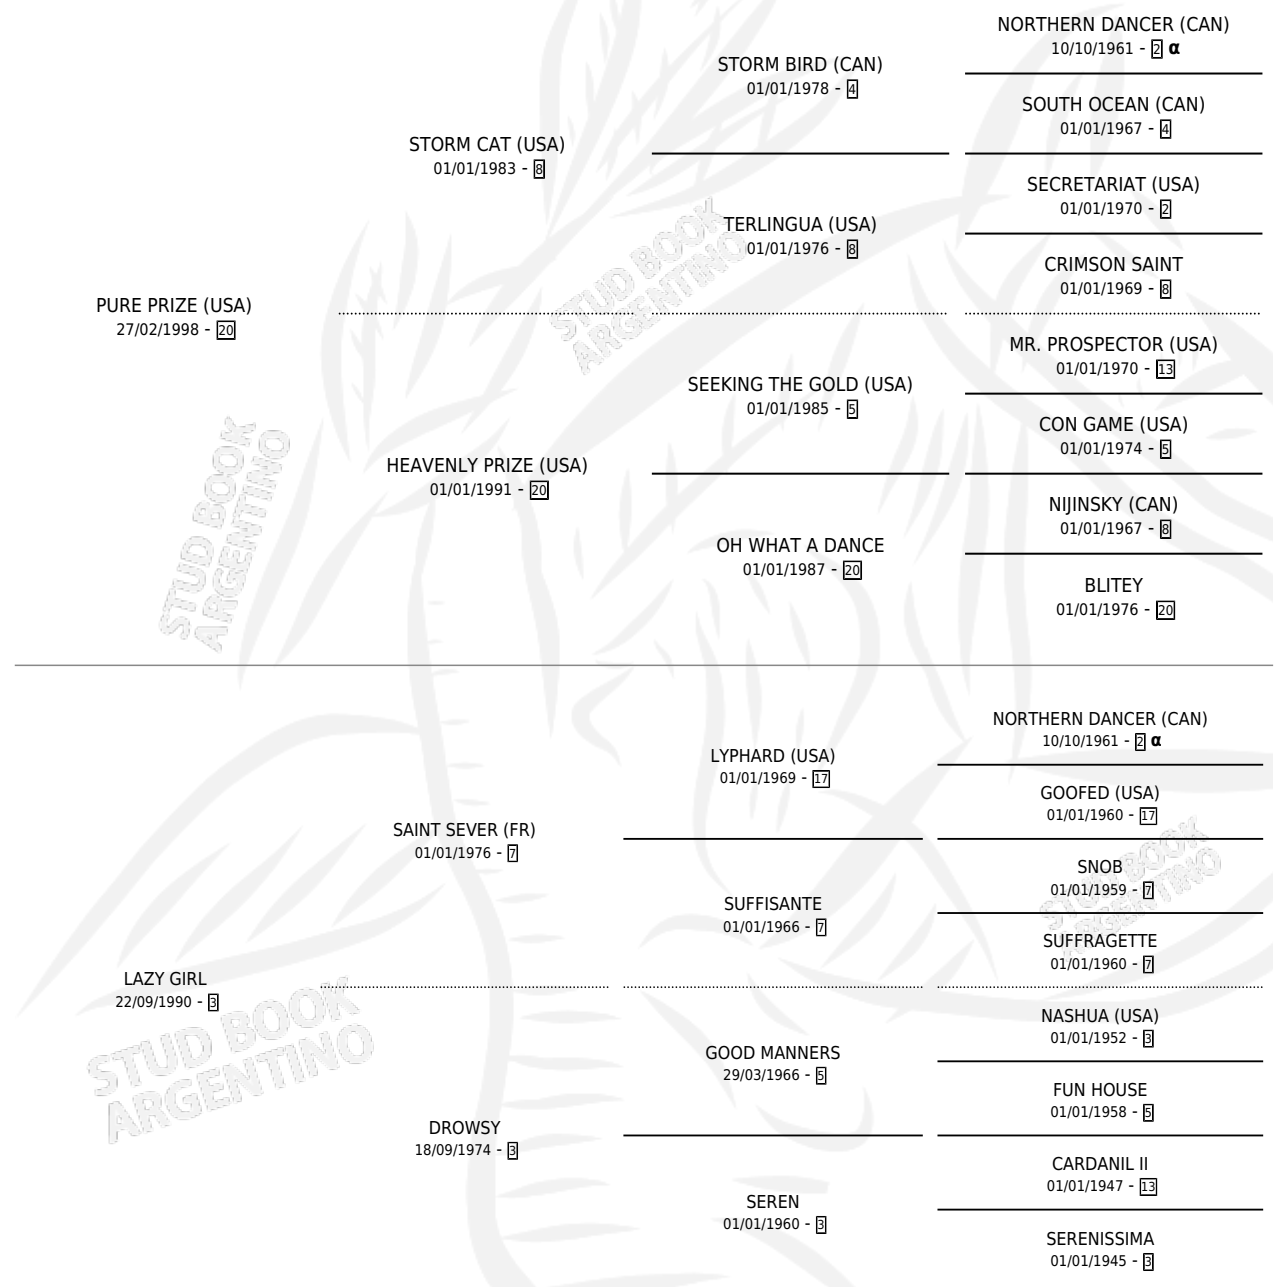 NORTHERN DANCER (CAN)
10/10/1961 - 2 α
STORM BIRD (CAN)
01/01/1978 - 4
SOUTH OCEAN (CAN)
01/01/1967 - 4
STORM CAT (USA)
01/01/1983 - 8
SECRETARIAT (USA)
01/01/1970 - 2
TERLINGUA (USA)
01/01/1976 - 8
CRIMSON SAINT
01/01/1969 - 8
PURE PRIZE (USA)
27/02/1998 - 20
MR. PROSPECTOR (USA)
01/01/1970 - 13
SEEKING THE GOLD (USA)
01/01/1985 - 5
CON GAME (USA)
01/01/1974 - 5
HEAVENLY PRIZE (USA)
01/01/1991 - 20
NIJINSKY (CAN)
01/01/1967 - 8
OH WHAT A DANCE
01/01/1987 - 20
BLITEY
01/01/1976 - 20
STUD BOOK
ARGENTINO
STUD BOOK
ARGENTINO
NORTHERN DANCER (CAN)
10/10/1961 - 2 α
LYPHARD (USA)
01/01/1969 - 17
GOOFED (USA)
01/01/1960 - 17
SAINT SEVER (FR)
01/01/1976 - 7
SNOB
01/01/1959 - 7
SUFFISANTE
01/01/1966 - 7
SUFFRAGETTE
01/01/1960 - 7
LAZY GIRL
22/09/1990 - 3
NASHUA (USA)
01/01/1952 - 3
GOOD MANNERS
29/03/1966 - 5
FUN HOUSE
01/01/1958 - 5
DROWSY
18/09/1974 - 3
CARDANIL II
01/01/1947 - 13
SEREN
01/01/1960 - 3
SERENISSIMA
01/01/1945 - 3
STUD BOOK
ARGENTINO
STUD BOOK
ARGENTINO